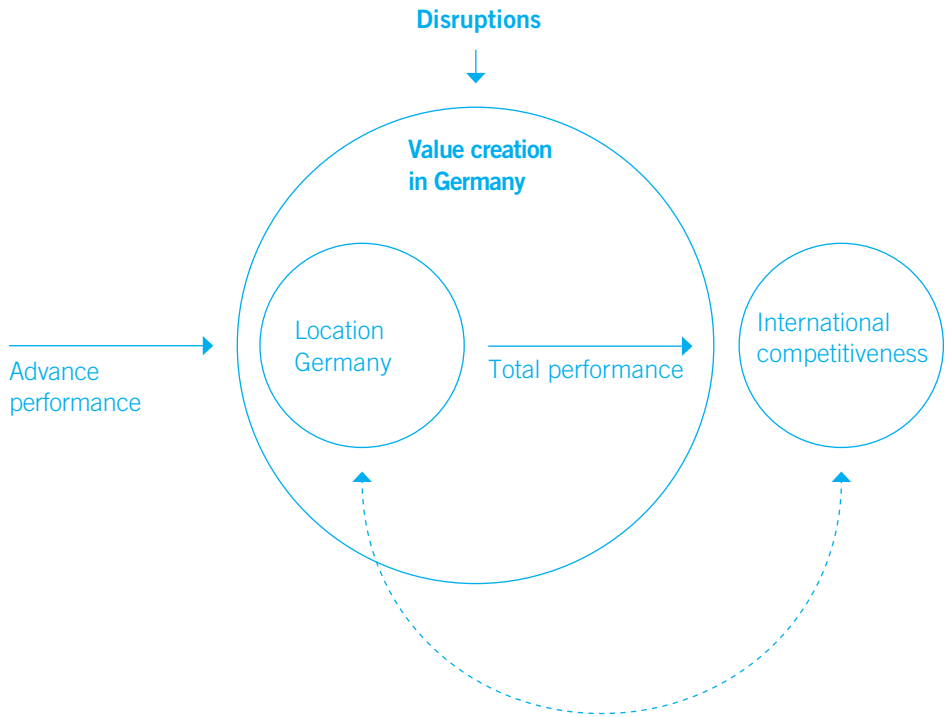 Disruptions
Value creation
in Germany
Location
Germany
International
competitiveness
Advance
performance
Total performance